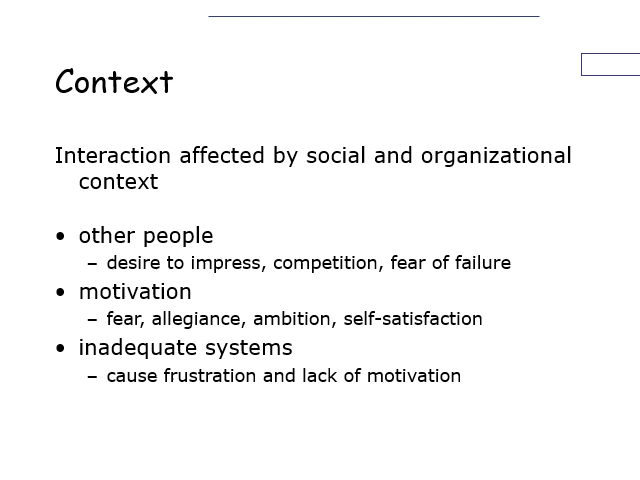 Context
Interaction affected by social and organizational
context
• other people
– desire to impress, competition, fear of failure
• motivation
– fear, allegiance, ambition, self-satisfaction
• inadequate systems
– cause frustration and lack of motivation